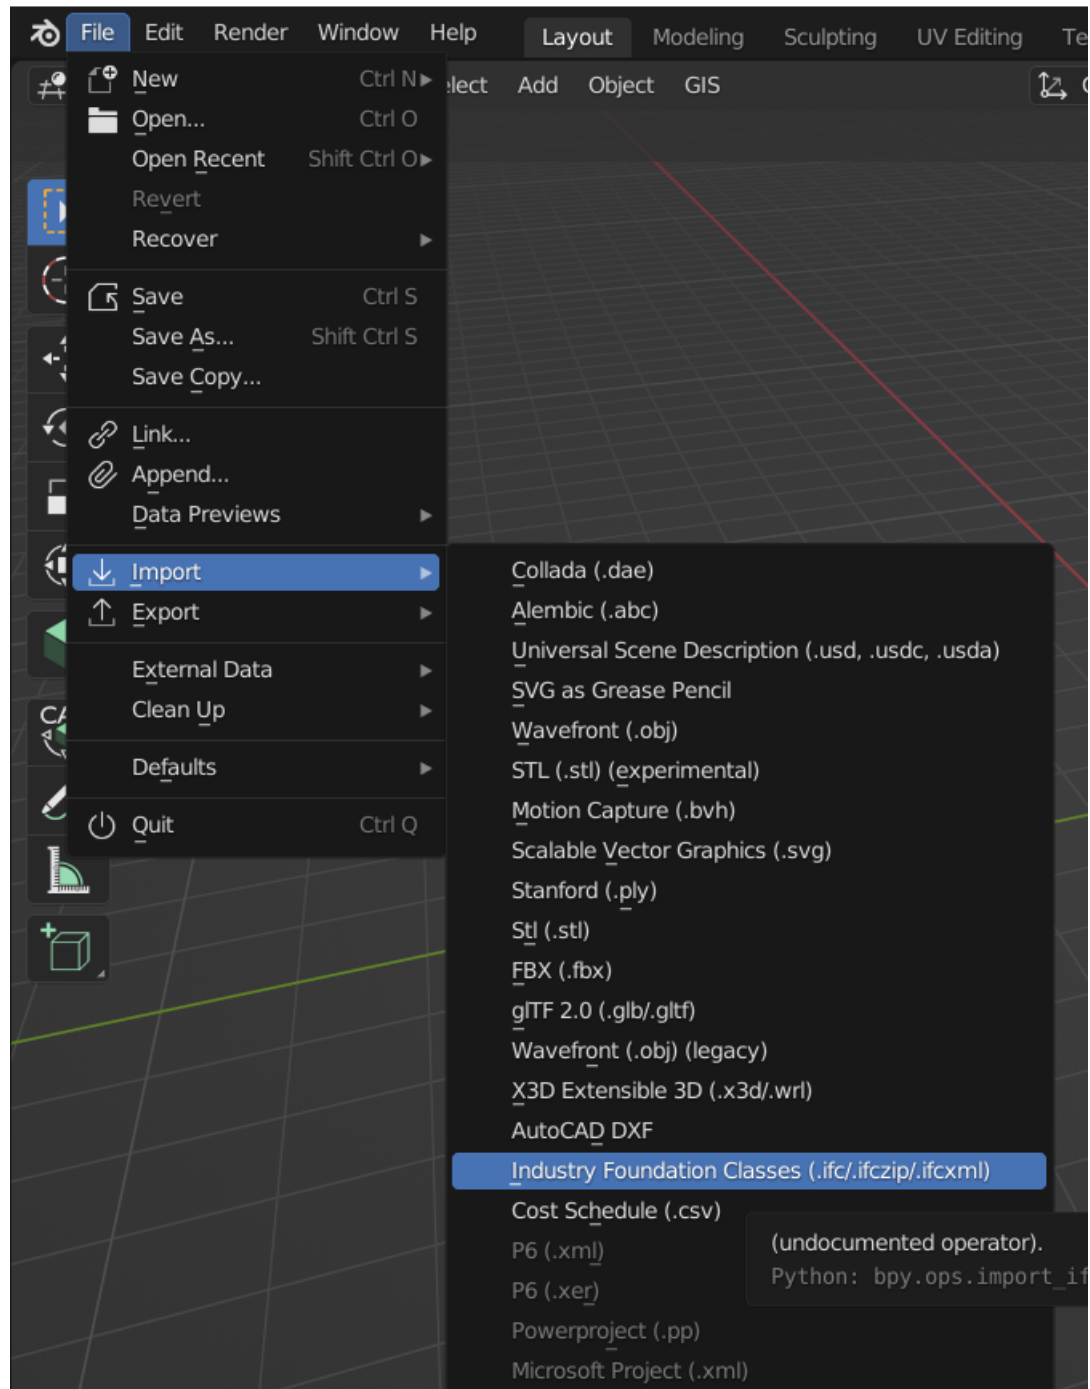 File Edit Render Window Help Layout Modeling Sculpting UV Editing
Add Object GIS
New Ctrl N
Open... Ctrl O
Open Recent Shift Ctrl O
Revert
Recover
Save Ctrl S
Save As... Shift Ctrl S
Save Copy...
Link...
Append...
Data Previews
Import
Export
External Data
Clean Up
Defaults
Quit Ctrl Q
Collada (.dae)
Alembic (.abc)
Universal Scene Description (.usd, .usdc, .usda)
SVG as Grease Pencil
Wavefront (.obj)
STL (.stl) (experimental)
Motion Capture (.bvh)
Scalable Vector Graphics (.svg)
Stanford (.ply)
Stl (.stl)
FBX (.fbx)
glTF 2.0 (.glb/.gltf)
Wavefront (.obj) (legacy)
X3D Extensible 3D (.x3d/.wrl)
AutoCAD DXF
Industry Foundation Classes (.ifc/.ifczip/.ifcxml)
Cost Schedule (.csv)
P6 (.xml)
P6 (.xer)
Powerproject (.pp)
Microsoft Project (.xml)
(undocumented operator).
Python: bpy.ops.import_if